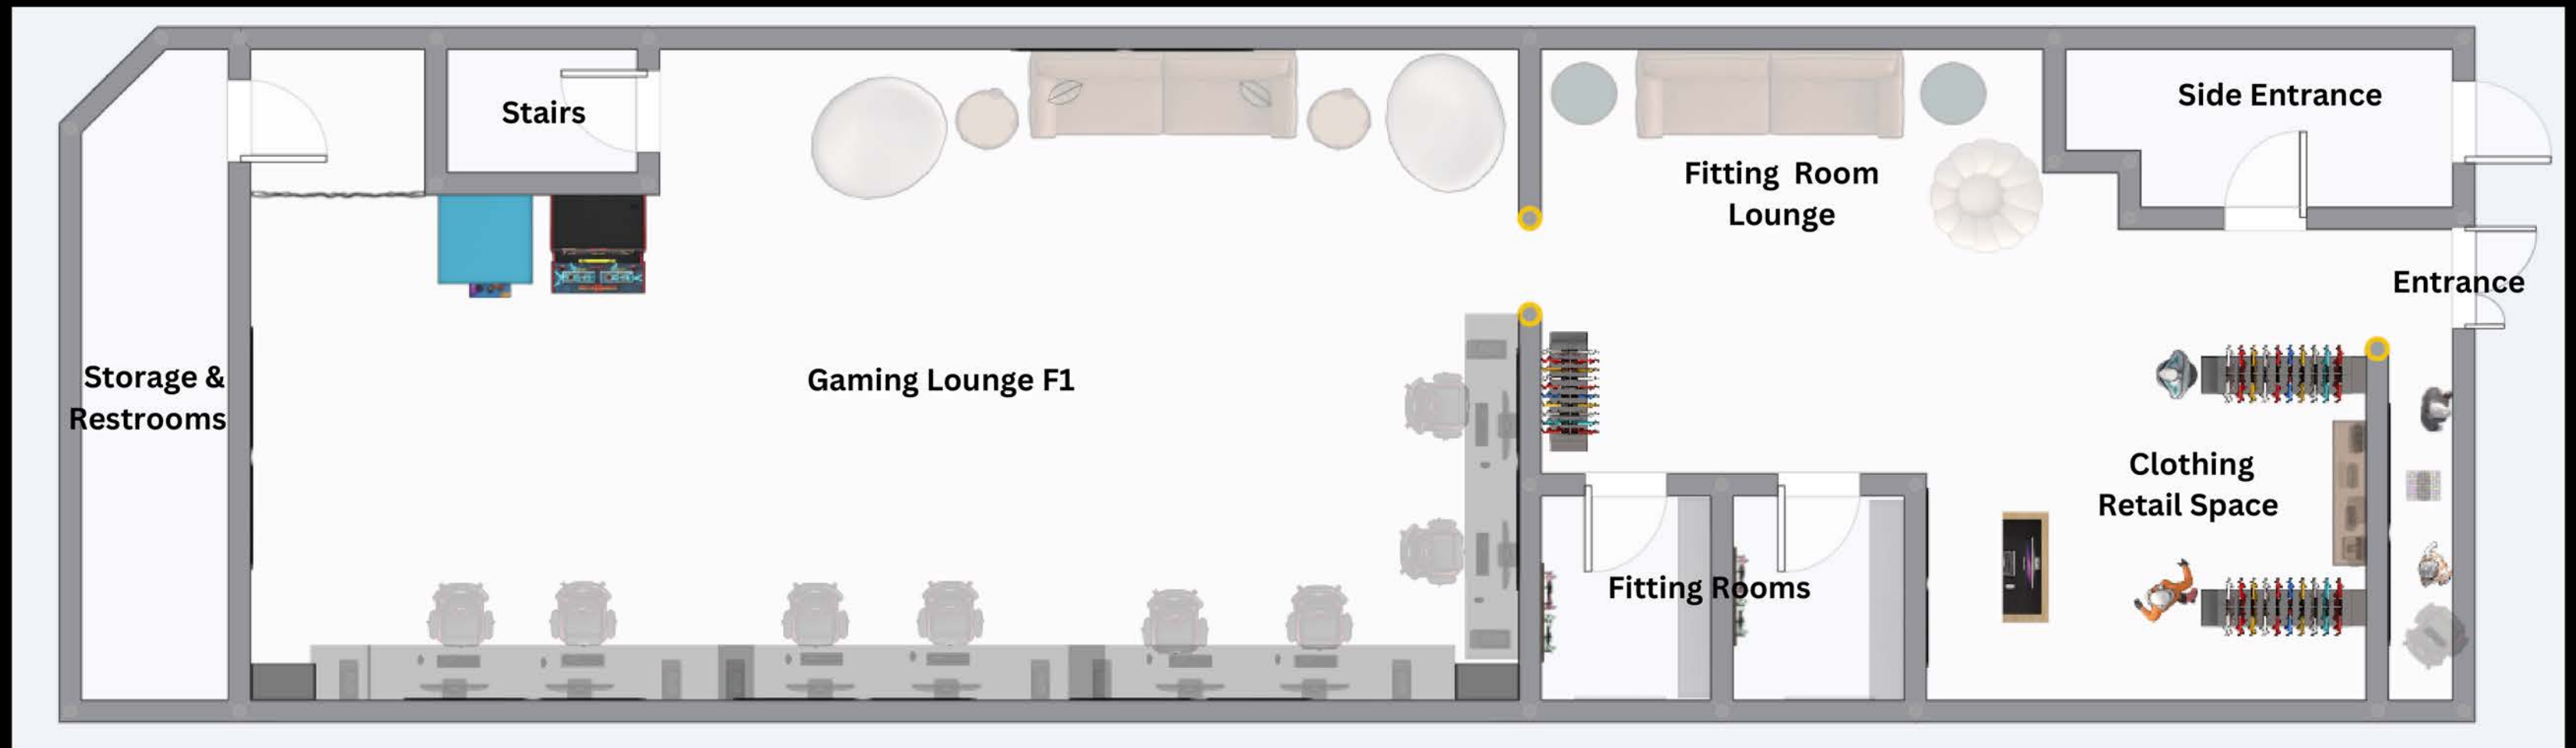 Stairs
Side Entrance
Fitting Room
Lounge
Entrance
Storage &
Restrooms
Gaming Lounge F1
Clothing
Retail Space
Fitting Rooms